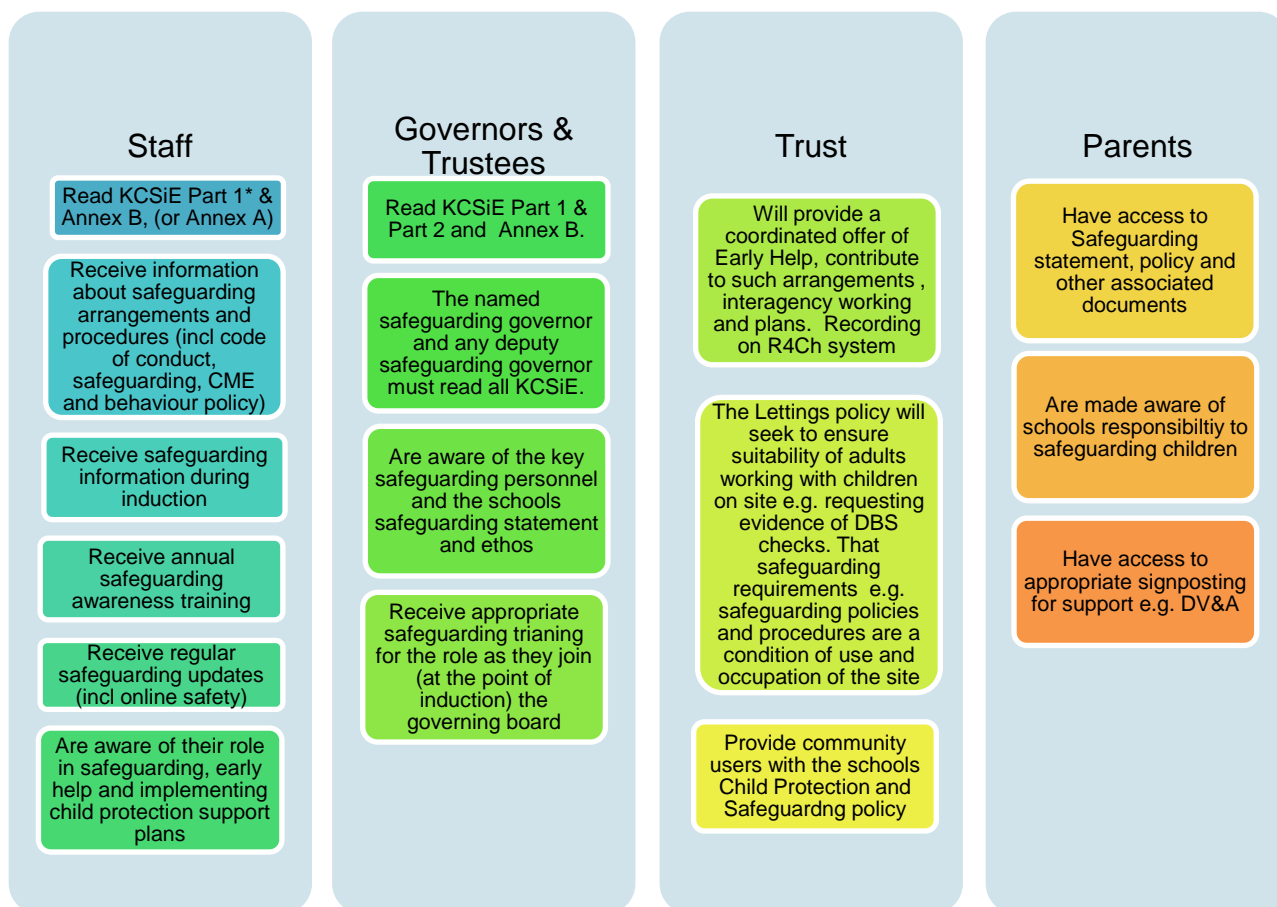 Staff
Read KCSiE Part 1* &
Annex B, (or Annex A)
Receive information
about safeguarding
arrangements and
procedures (incl code
of conduct,
safeguarding, CME
and behaviour policy)
Receive safeguarding
information during
induction
Receive annual
safeguarding
awareness training
Receive regular
safeguarding updates
(incl online safety)
Are aware of their role
in safeguarding, early
help and implementing
child protection support
plans
Governors &
Trustees
Read KCSiE Part 1 &
Part 2 and Annex B.
The named
safeguarding governor
and any deputy
safeguarding governor
must read all KCSiE.
Are aware of the key
safeguarding personnel
and the schools
safeguarding statement
and ethos
Receive appropriate
safeguarding trianing
for the role as they join
(at the point of
induction) the
governing board
Trust
Will provide a
coordinated offer of
Early Help, contribute
to such arrangements ,
interagency working
and plans. Recording
on R4Ch system
The Lettings policy will
seek to ensure
suitability of adults
working with children
on site e.g. requesting
evidence of DBS
checks. That
safeguarding
requirements e.g.
safeguarding policies
and procedures are a
condition of use and
occupation of the site
Provide community
users with the schools
Child Protection and
Safeguardng policy
Parents
Have access to
Safeguarding
statement, policy and
other associated
documents
Are made aware of
schools responsibiltiy to
safeguarding children
Have access to
appropriate signposting
for support e.g. DV&A